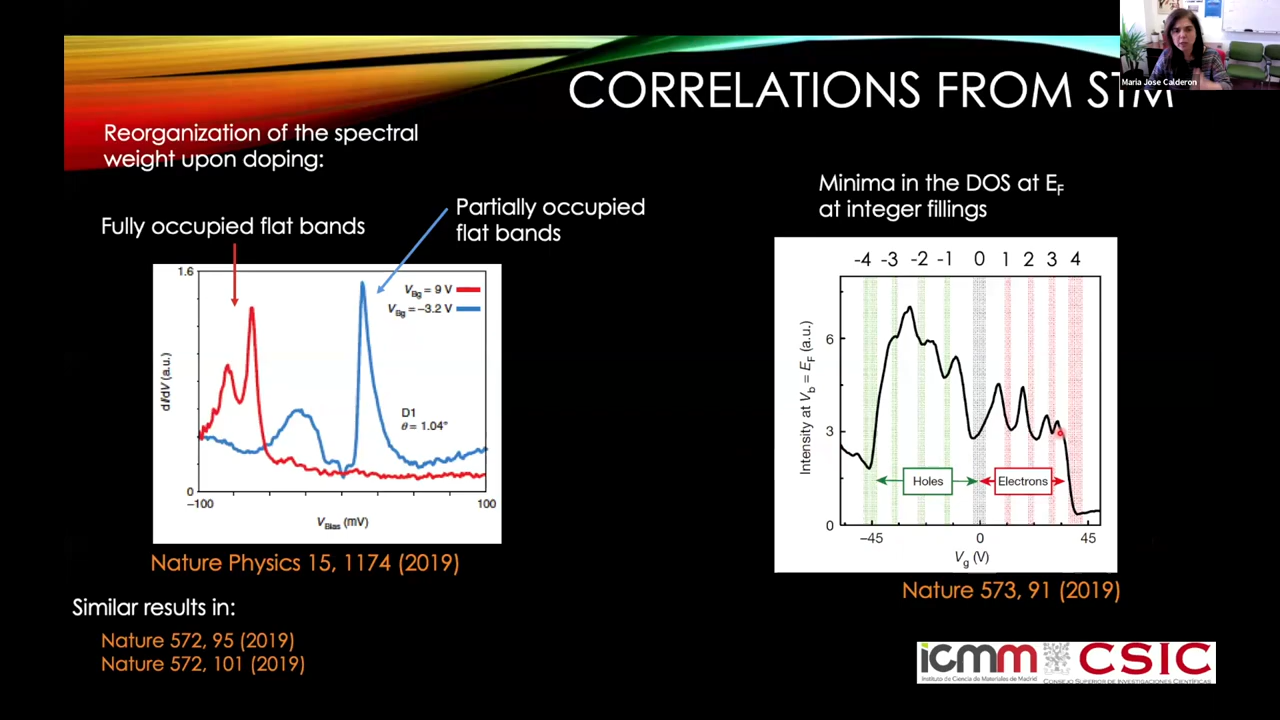 Maria Jose Calderon
CORRELATIONS FROM STM
Reorganization of the spectral
weight upon doping:
Fully occupied flat bands
Partially occupied
flat bands
1.6
V_Bg = 9 V
V_Bg = −3.2 V
dI/dV (a.u.)
D1
θ = 1.04°
0
−100
100
V_Bias (mV)
Nature Physics 15, 1174 (2019)
Similar results in:
Nature 572, 95 (2019)
Nature 572, 101 (2019)
Minima in the DOS at E_F
at integer fillings
-4 -3 -2 -1 0 1 2 3 4
Intensity at V_b = E_F (a.u.)
6
3
0
Holes
Electrons
−45
0
45
V_g (V)
Nature 573, 91 (2019)
icmm
Instituto de Ciencia de Materiales de Madrid
CSIC
CONSEJO SUPERIOR DE INVESTIGACIONES CIENTÍFICAS